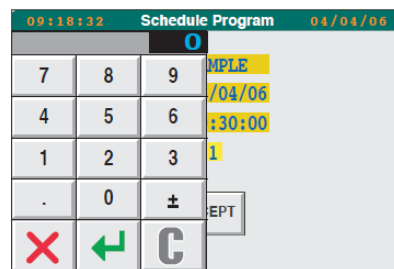 09:18:32 Schedule Program 04/04/06
0
7 8 9 MPLE
/04/06
4 5 6 :30:00
1 2 3 1
. 0 ± EPT
C